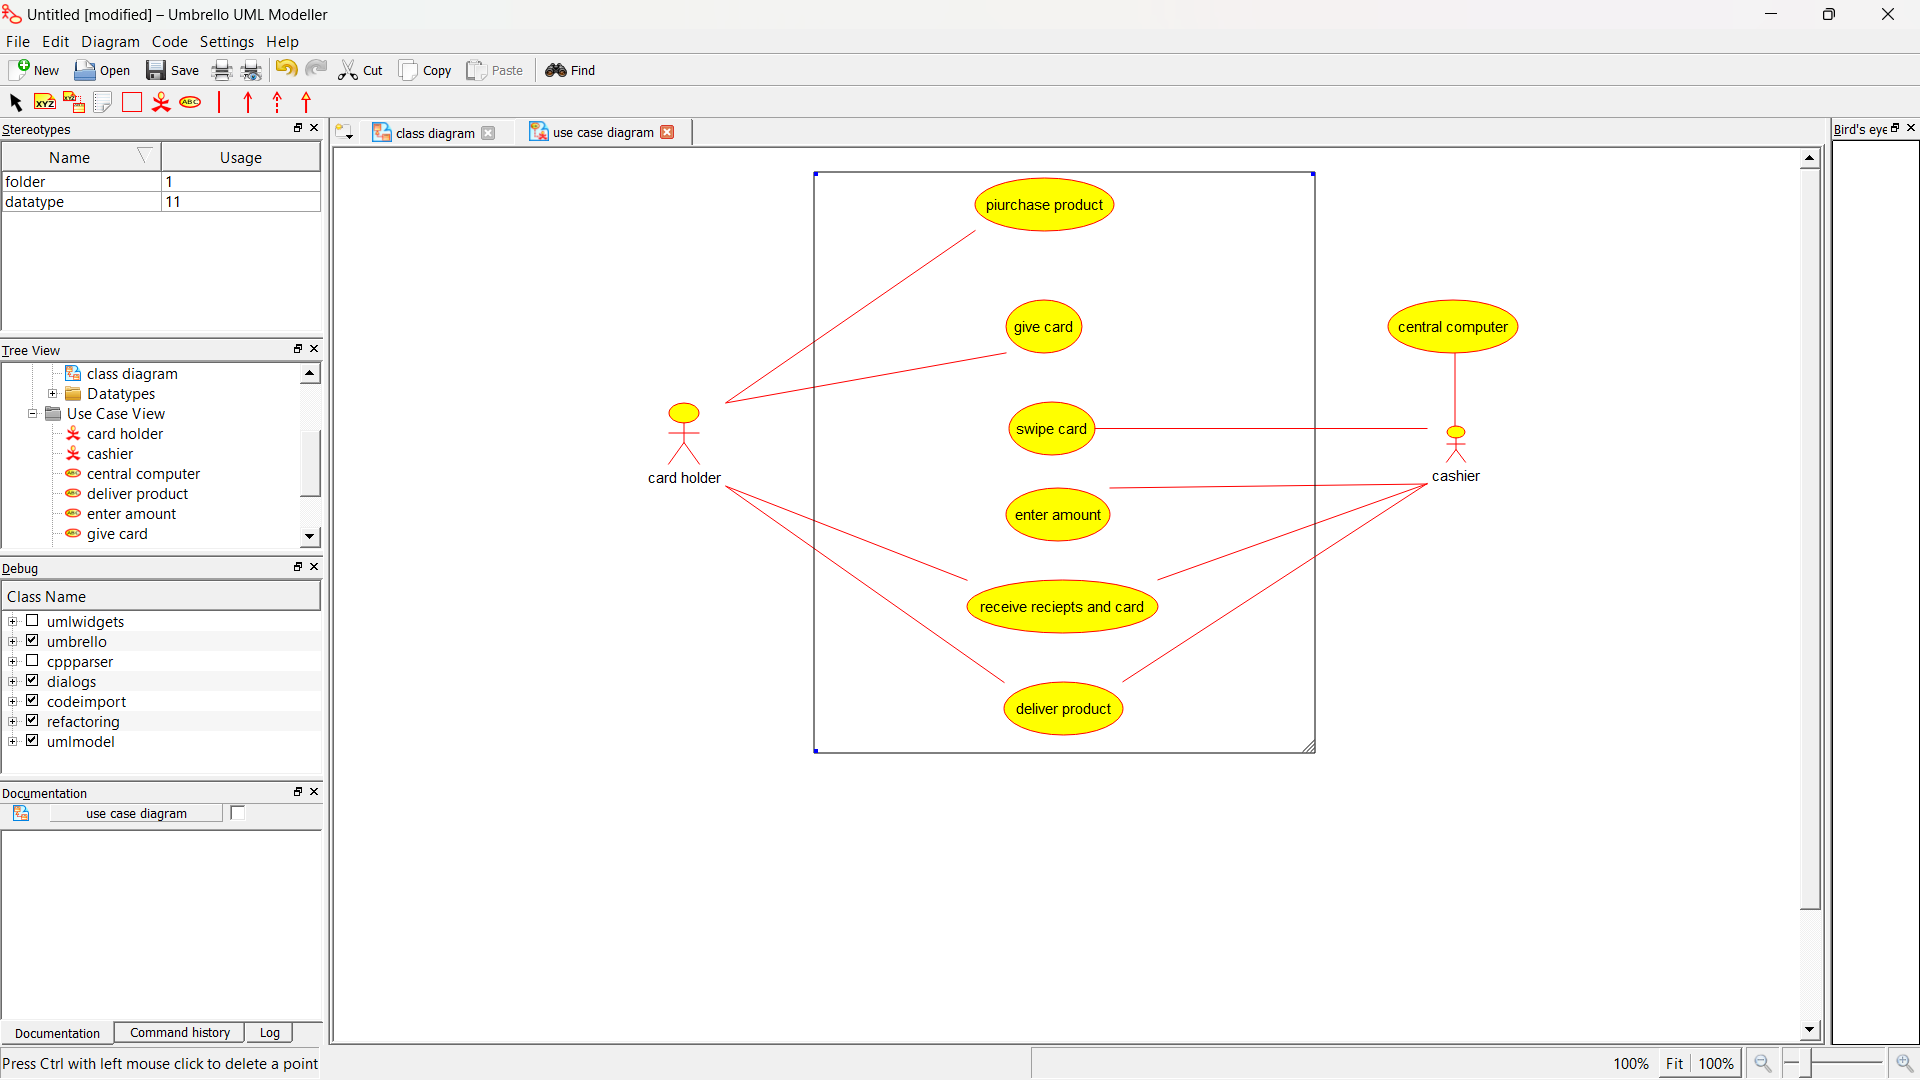 Untitled [modified] – Umbrello UML Modeller
File Edit Diagram Code Settings Help
New Open Save Cut Copy Paste Find
XYZ XYZ ABC
Stereotypes
Name Usage
folder 1
datatype 11
Tree View
class diagram
Datatypes
Use Case View
card holder
cashier
central computer
deliver product
enter amount
give card
Debug
Class Name
umlwidgets
umbrello
cppparser
dialogs
codeimport
refactoring
umlmodel
Documentation
use case diagram
Documentation Command history Log
Press Ctrl with left mouse click to delete a point
class diagram use case diagram
piurchase product
give card
central computer
swipe card
card holder
cashier
enter amount
receive reciepts and card
deliver product
Bird's eye
100% Fit 100%